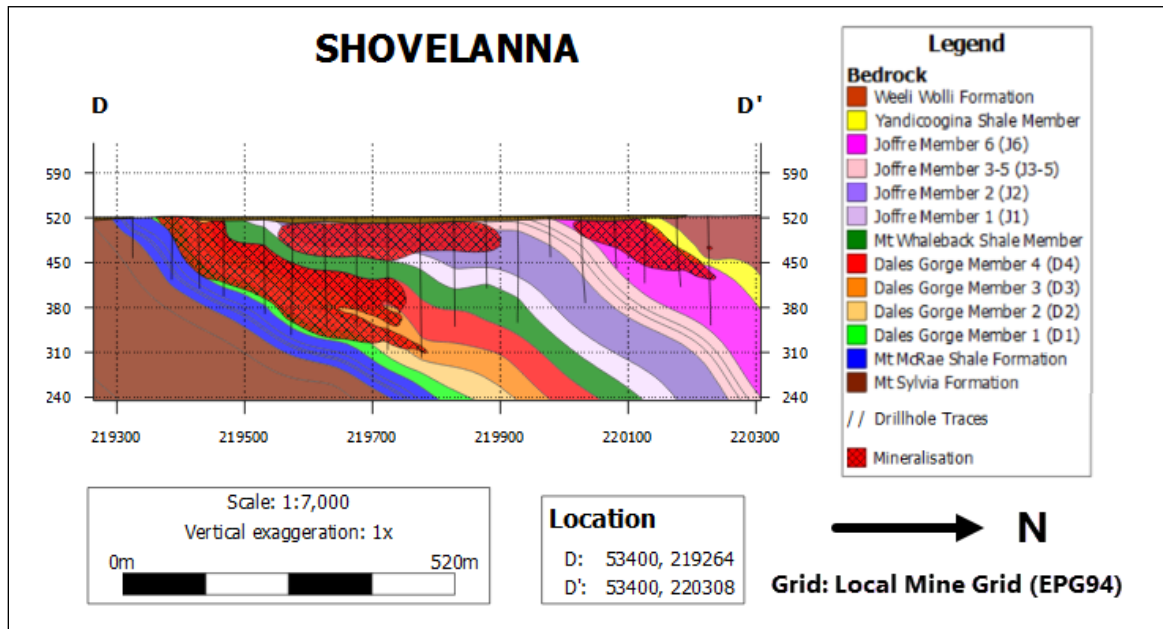 SHOVELANNA
D
D'
590
590
520
520
450
450
380
380
310
310
240
240
219300
219500
219700
219900
220100
220300
Legend
Bedrock
Weeli Wolli Formation
Yandicoogina Shale Member
Joffre Member 6 (J6)
Joffre Member 3-5 (J3-5)
Joffre Member 2 (J2)
Joffre Member 1 (J1)
Mt Whaleback Shale Member
Dales Gorge Member 4 (D4)
Dales Gorge Member 3 (D3)
Dales Gorge Member 2 (D2)
Dales Gorge Member 1 (D1)
Mt McRae Shale Formation
Mt Sylvia Formation
// Drillhole Traces
Mineralisation
Scale: 1:7,000
Vertical exaggeration: 1x
0m 520m
Location
D: 53400, 219264
D': 53400, 220308
N
Grid: Local Mine Grid (EPG94)